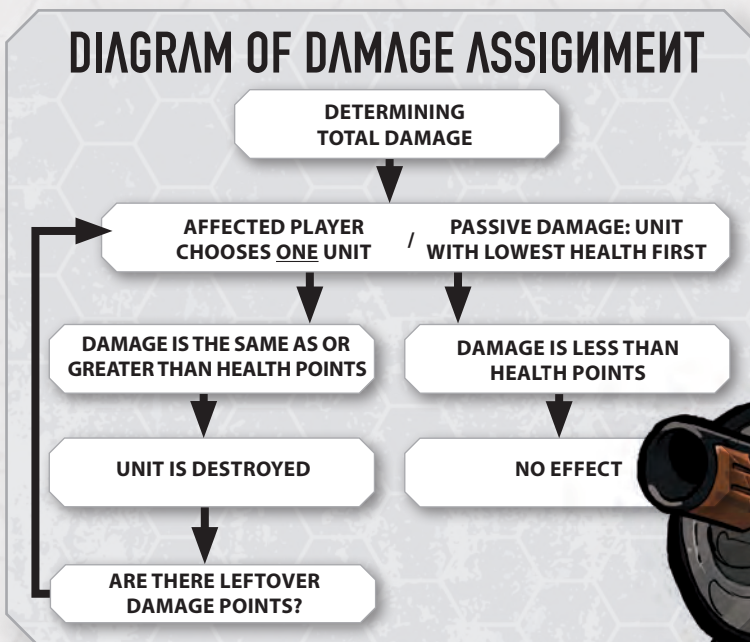 DIAGRAM OF DAMAGE ASSIGNMENT
DETERMINING
TOTAL DAMAGE
AFFECTED PLAYER
CHOOSES ONE UNIT
/
PASSIVE DAMAGE: UNIT
WITH LOWEST HEALTH FIRST
DAMAGE IS THE SAME AS OR
GREATER THAN HEALTH POINTS
DAMAGE IS LESS THAN
HEALTH POINTS
UNIT IS DESTROYED
NO EFFECT
ARE THERE LEFTOVER
DAMAGE POINTS?